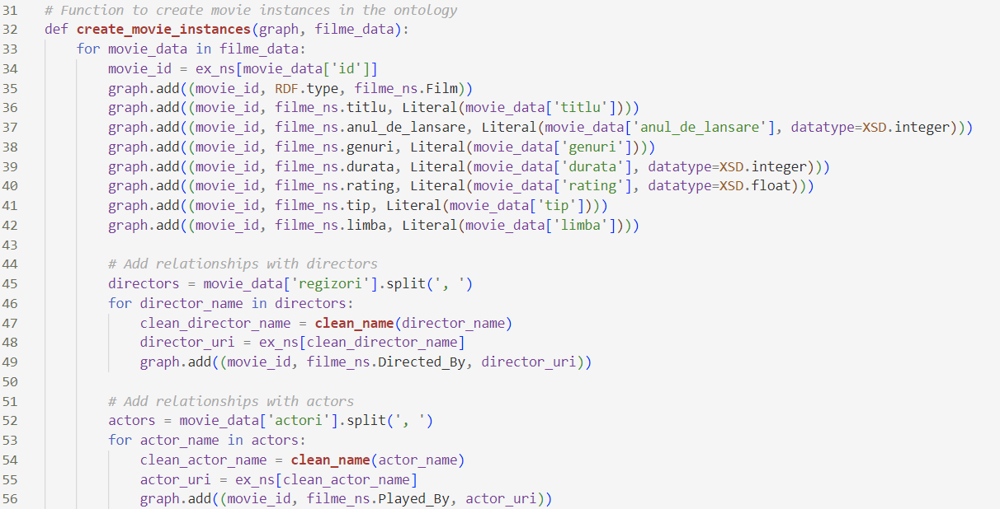 31 # Function to create movie instances in the ontology
32 def create_movie_instances(graph, filme_data):
33     for movie_data in filme_data:
34         movie_id = ex_ns[movie_data['id']]
35         graph.add((movie_id, RDF.type, filme_ns.Film))
36         graph.add((movie_id, filme_ns.titlu, Literal(movie_data['titlu'])))
37         graph.add((movie_id, filme_ns.anul_de_lansare, Literal(movie_data['anul_de_lansare'], datatype=XSD.integer)))
38         graph.add((movie_id, filme_ns.genuri, Literal(movie_data['genuri'])))
39         graph.add((movie_id, filme_ns.durata, Literal(movie_data['durata'], datatype=XSD.integer)))
40         graph.add((movie_id, filme_ns.rating, Literal(movie_data['rating'], datatype=XSD.float)))
41         graph.add((movie_id, filme_ns.tip, Literal(movie_data['tip'])))
42         graph.add((movie_id, filme_ns.limba, Literal(movie_data['limba'])))
43
44         # Add relationships with directors
45         directors = movie_data['regizori'].split(', ')
46         for director_name in directors:
47             clean_director_name = clean_name(director_name)
48             director_uri = ex_ns[clean_director_name]
49             graph.add((movie_id, filme_ns.Directed_By, director_uri))
50
51         # Add relationships with actors
52         actors = movie_data['actori'].split(', ')
53         for actor_name in actors:
54             clean_actor_name = clean_name(actor_name)
55             actor_uri = ex_ns[clean_actor_name]
56             graph.add((movie_id, filme_ns.Played_By, actor_uri))